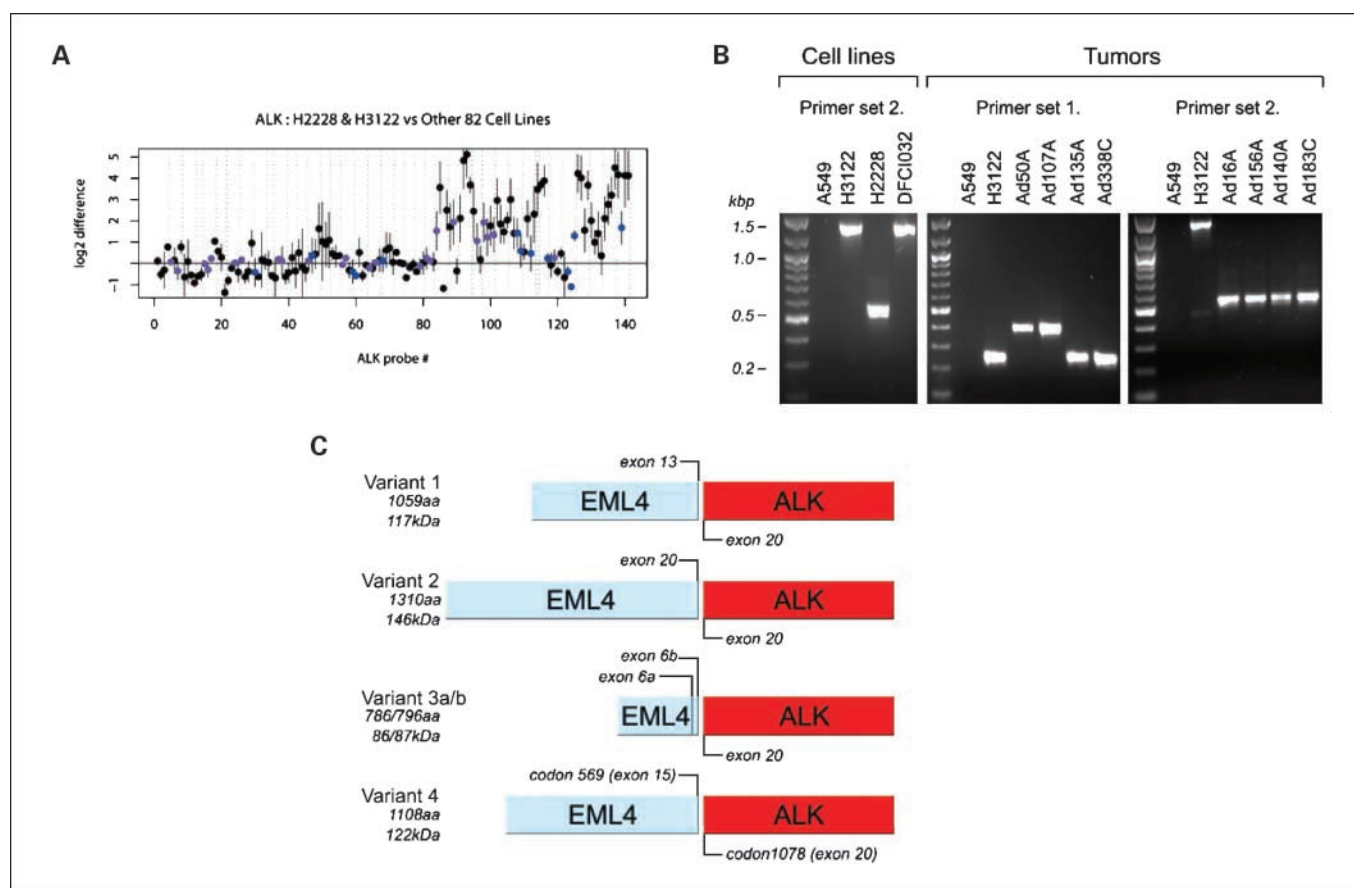 A
ALK : H2228 & H3122 vs Other 82 Cell Lines
log2 difference
5
4
3
2
1
-1
0
20
40
60
80
100
120
140
ALK probe #
B
Cell lines
Tumors
Primer set 2.
Primer set 1.
Primer set 2.
A549
H3122
H2228
DFCI032
A549
H3122
Ad50A
Ad107A
Ad135A
Ad338C
A549
H3122
Ad16A
Ad156A
Ad140A
Ad183C
kbp
1.5
1.0
0.5
0.2
C
Variant 1
1059aa
117kDa
exon 13
EML4
ALK
exon 20
Variant 2
1310aa
146kDa
exon 20
EML4
ALK
exon 20
Variant 3a/b
786/796aa
86/87kDa
exon 6b
exon 6a
EML4
ALK
exon 20
Variant 4
1108aa
122kDa
codon 569 (exon 15)
EML4
ALK
codon1078 (exon 20)